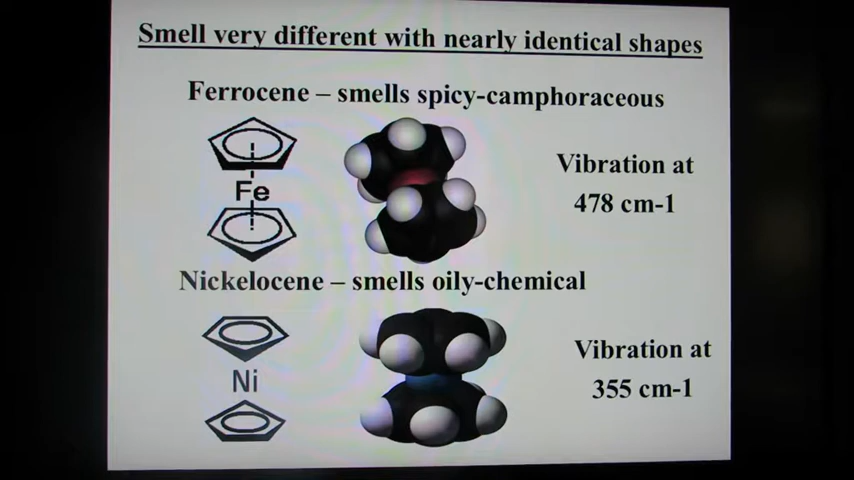 Smell very different with nearly identical shapes
Ferrocene – smells spicy-camphoraceous
Fe
Vibration at
478 cm-1
Nickelocene – smells oily-chemical
Ni
Vibration at
355 cm-1